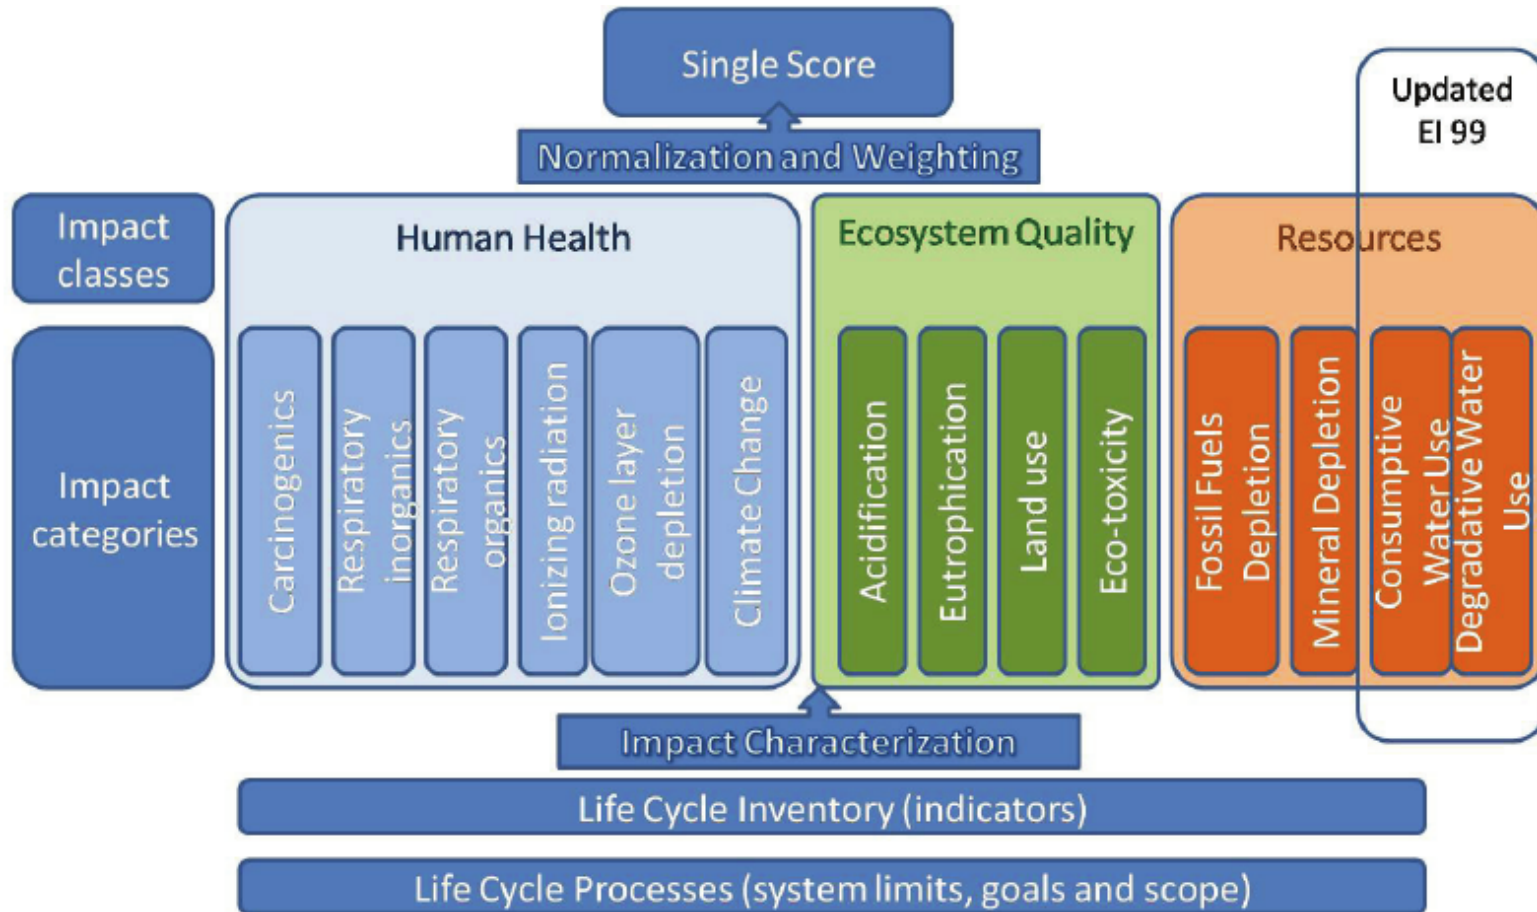 Single Score
Updated
EI 99
Normalization and Weighting
Impact
classes
Human Health
Ecosystem Quality
Resources
Impact
categories
Carcinogenics
Respiratory
inorganics
Respiratory
organics
Ionizing radiation
Ozone layer
depletion
Climate Change
Acidification
Eutrophication
Land use
Eco-toxicity
Fossil Fuels
Depletion
Mineral Depletion
Consumptive
Water Use
Degradative Water
Use
Impact Characterization
Life Cycle Inventory (indicators)
Life Cycle Processes (system limits, goals and scope)